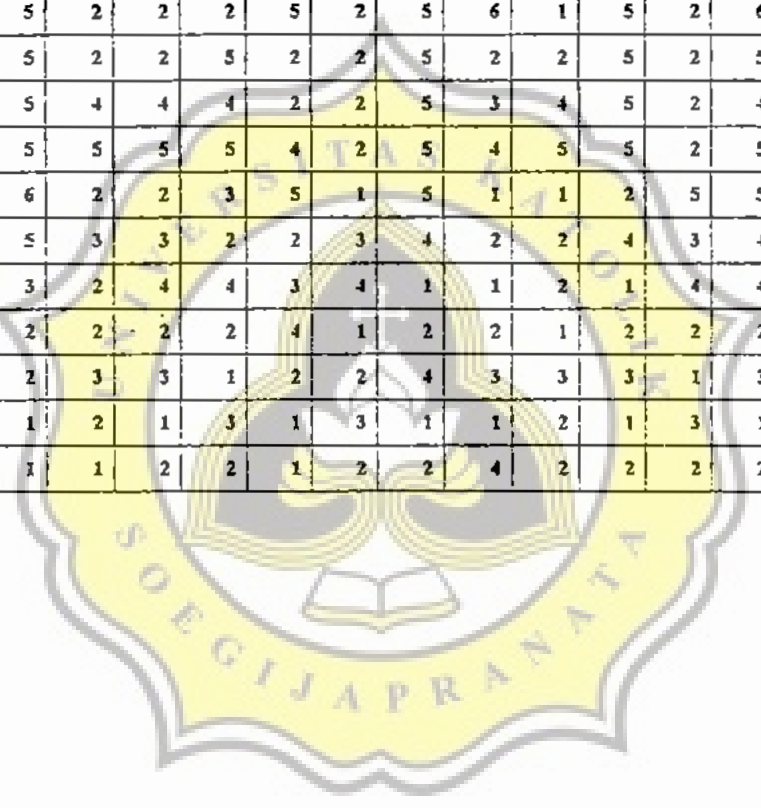 5 2 2 2 5 2 5 6 1 5 2
5 2 2 5 2 2 5 2 2 5 2
5 4 4 4 2 2 5 3 4 5 2
5 5 5 5 4 2 5 4 5 5 2
6 2 2 3 5 1 5 1 1 2 5
5 3 3 2 2 3 4 2 2 4 3
3 2 4 4 3 4 1 1 2 1 4
2 2 2 2 4 1 2 2 1 2 2
2 3 3 1 2 2 4 3 3 3 1
1 2 1 3 1 3 1 1 2 1 3
1 1 2 2 1 2 2 4 2 2 2
UNIVERSITAS KATOLIK
SOEGIJAPRANATA